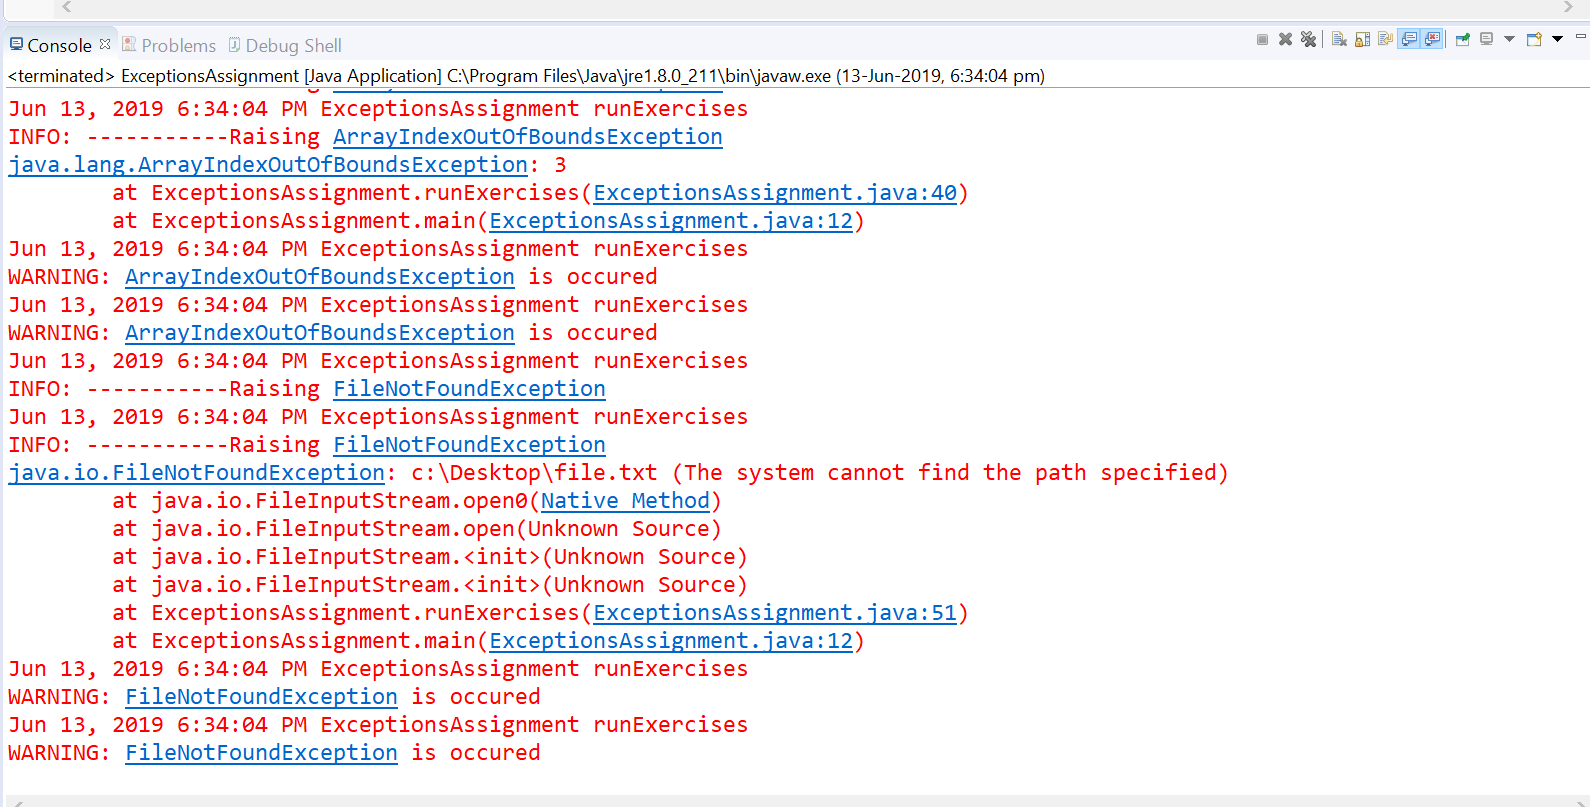 Console Problems Debug Shell
<terminated> ExceptionsAssignment [Java Application] C:\Program Files\Java\jre1.8.0_211\bin\javaw.exe (13-Jun-2019, 6:34:04 pm)
Jun 13, 2019 6:34:04 PM ExceptionsAssignment runExercises
INFO: -----------Raising ArrayIndexOutOfBoundsException
java.lang.ArrayIndexOutOfBoundsException: 3
at ExceptionsAssignment.runExercises(ExceptionsAssignment.java:40)
at ExceptionsAssignment.main(ExceptionsAssignment.java:12)
Jun 13, 2019 6:34:04 PM ExceptionsAssignment runExercises
WARNING: ArrayIndexOutOfBoundsException is occured
Jun 13, 2019 6:34:04 PM ExceptionsAssignment runExercises
WARNING: ArrayIndexOutOfBoundsException is occured
Jun 13, 2019 6:34:04 PM ExceptionsAssignment runExercises
INFO: -----------Raising FileNotFoundException
Jun 13, 2019 6:34:04 PM ExceptionsAssignment runExercises
INFO: -----------Raising FileNotFoundException
java.io.FileNotFoundException: c:\Desktop\file.txt (The system cannot find the path specified)
at java.io.FileInputStream.open0(Native Method)
at java.io.FileInputStream.open(Unknown Source)
at java.io.FileInputStream.<init>(Unknown Source)
at java.io.FileInputStream.<init>(Unknown Source)
at ExceptionsAssignment.runExercises(ExceptionsAssignment.java:51)
at ExceptionsAssignment.main(ExceptionsAssignment.java:12)
Jun 13, 2019 6:34:04 PM ExceptionsAssignment runExercises
WARNING: FileNotFoundException is occured
Jun 13, 2019 6:34:04 PM ExceptionsAssignment runExercises
WARNING: FileNotFoundException is occured